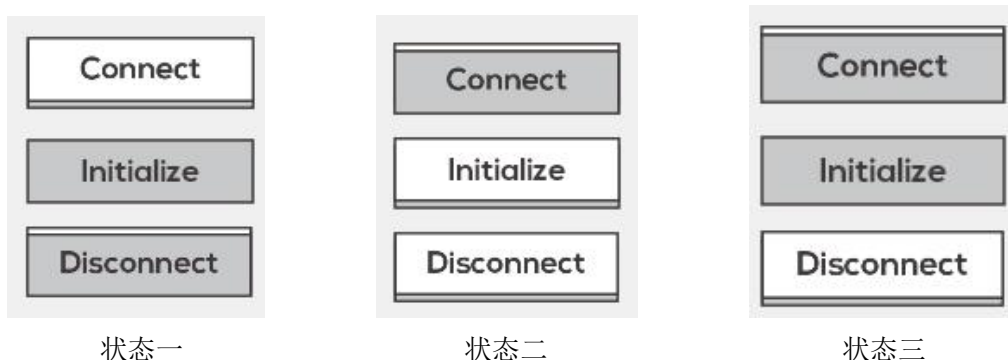 Connect
Initialize
Disconnect
状态一
Connect
Initialize
Disconnect
状态二
Connect
Initialize
Disconnect
状态三